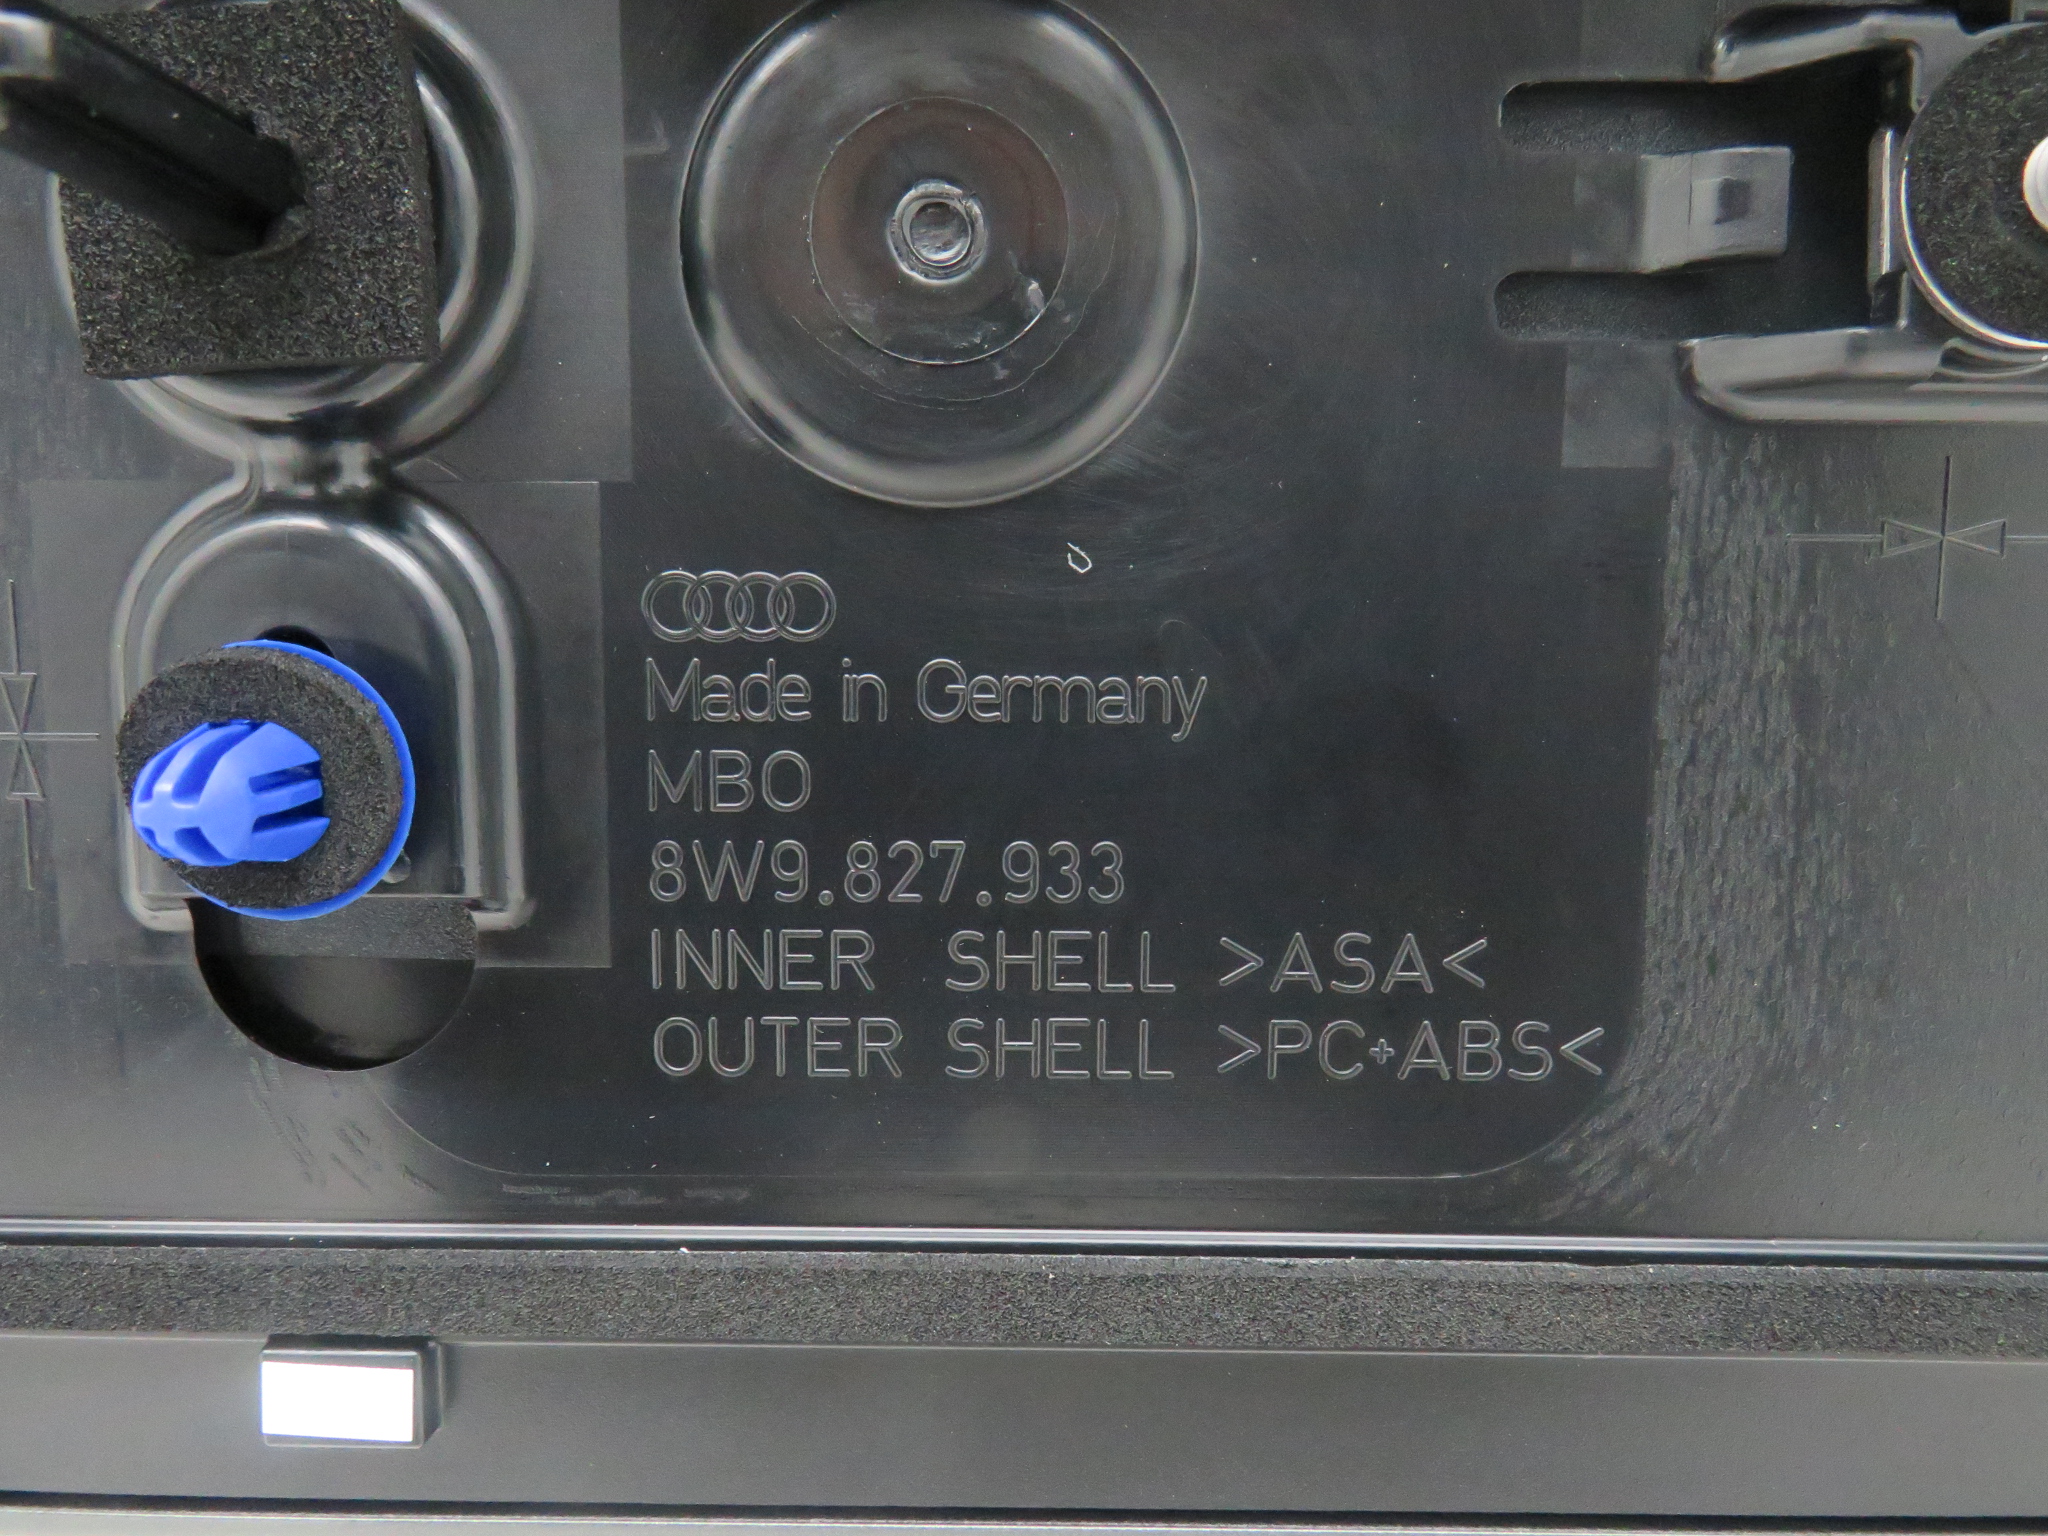 Made in Germany
MBO
8W9.827.933
INNER SHELL >ASA<
OUTER SHELL >PC+ABS<